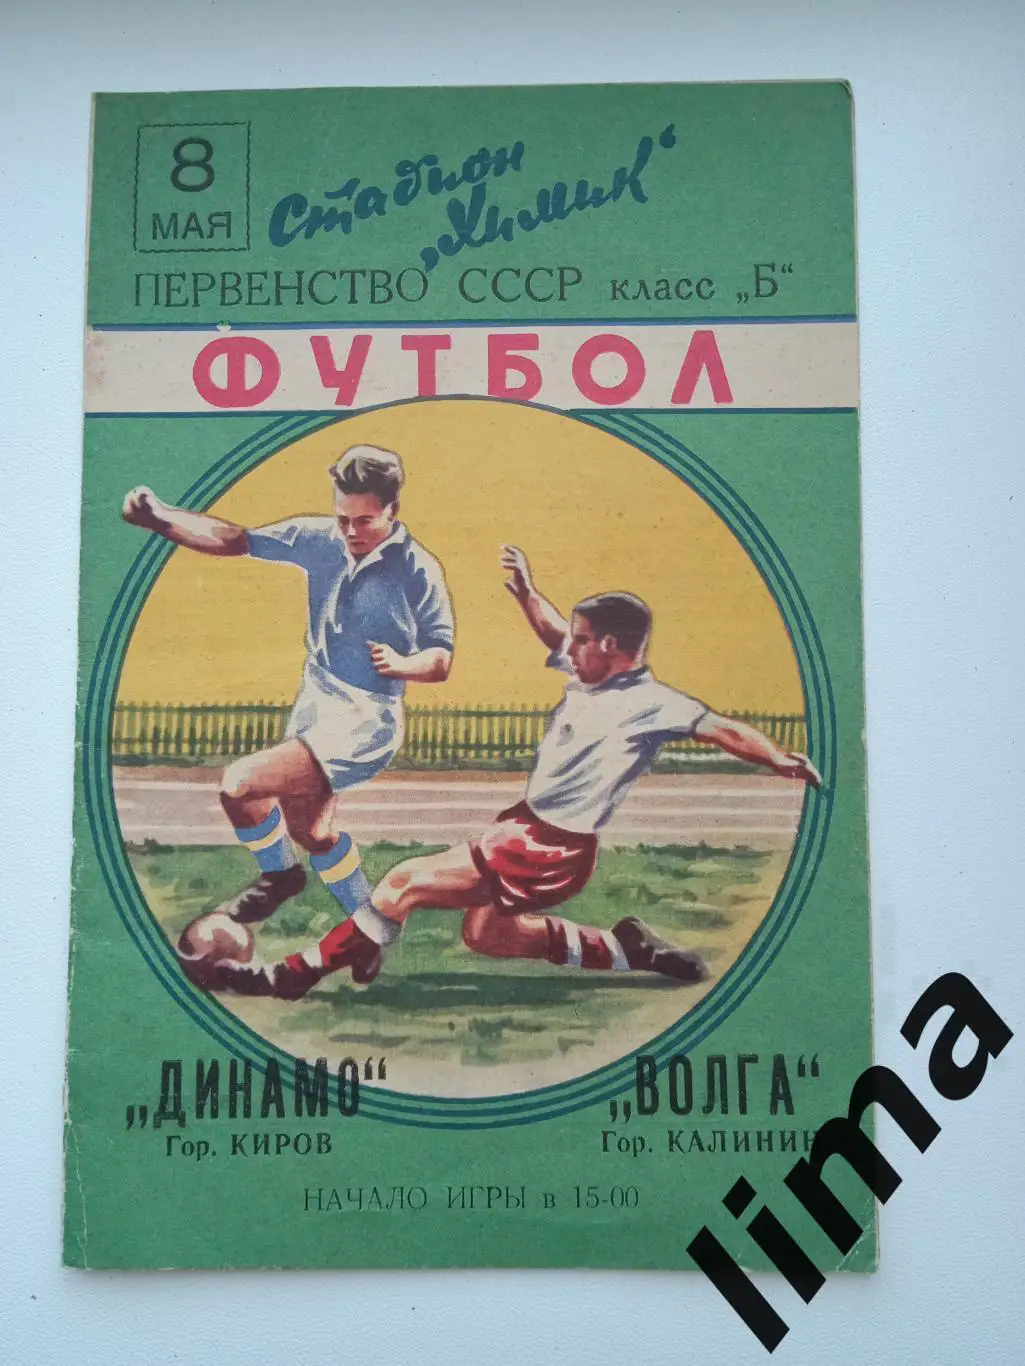 8
МАЯ
Стадион
„Химик“
ПЕРВЕНСТВО СССР класс „Б“
ФУТБОЛ
„ДИНАМО“
Гор. КИРОВ
„ВОЛГА“
Гор. КАЛИНИН
НАЧАЛО ИГРЫ в 15-00
lima